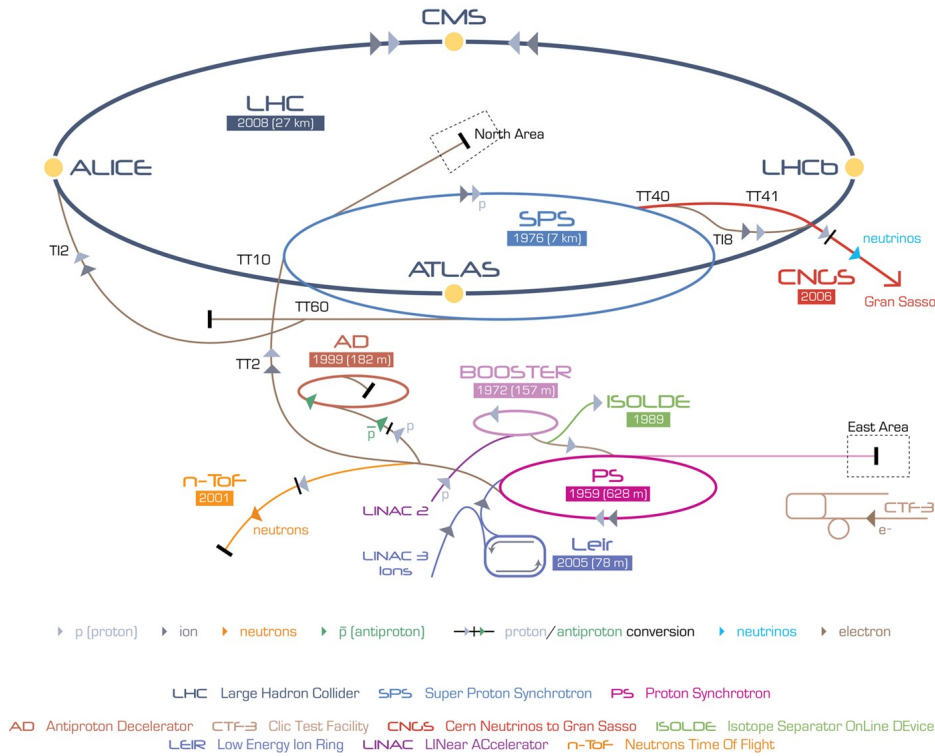 CMS
LHC
2008 (27 km)
North Area
ALICE
LHCb
TT40
TT41
SPS
1976 (7 km)
p
TI8
neutrinos
TI2
TT10
ATLAS
CNGS
2006
Gran Sasso
TT60
AD
1999 (182 m)
TT2
BOOSTER
1972 (157 m)
ISOLDE
1989
p̅
p
East Area
n-ToF
2001
PS
1959 (628 m)
p
LINAC 2
neutrons
CTF-3
e-
LINAC 3
Ions
Leir
2005 (78 m)
p (proton)
ion
neutrons
p̅ (antiproton)
proton/antiproton conversion
neutrinos
electron
LHC Large Hadron Collider SPS Super Proton Synchrotron PS Proton Synchrotron
AD Antiproton Decelerator CTF-3 Clic Test Facility CNGS Cern Neutrinos to Gran Sasso ISOLDE Isotope Separator OnLine DEvice
LEIR Low Energy Ion Ring LINAC LINear ACcelerator n-ToF Neutrons Time Of Flight